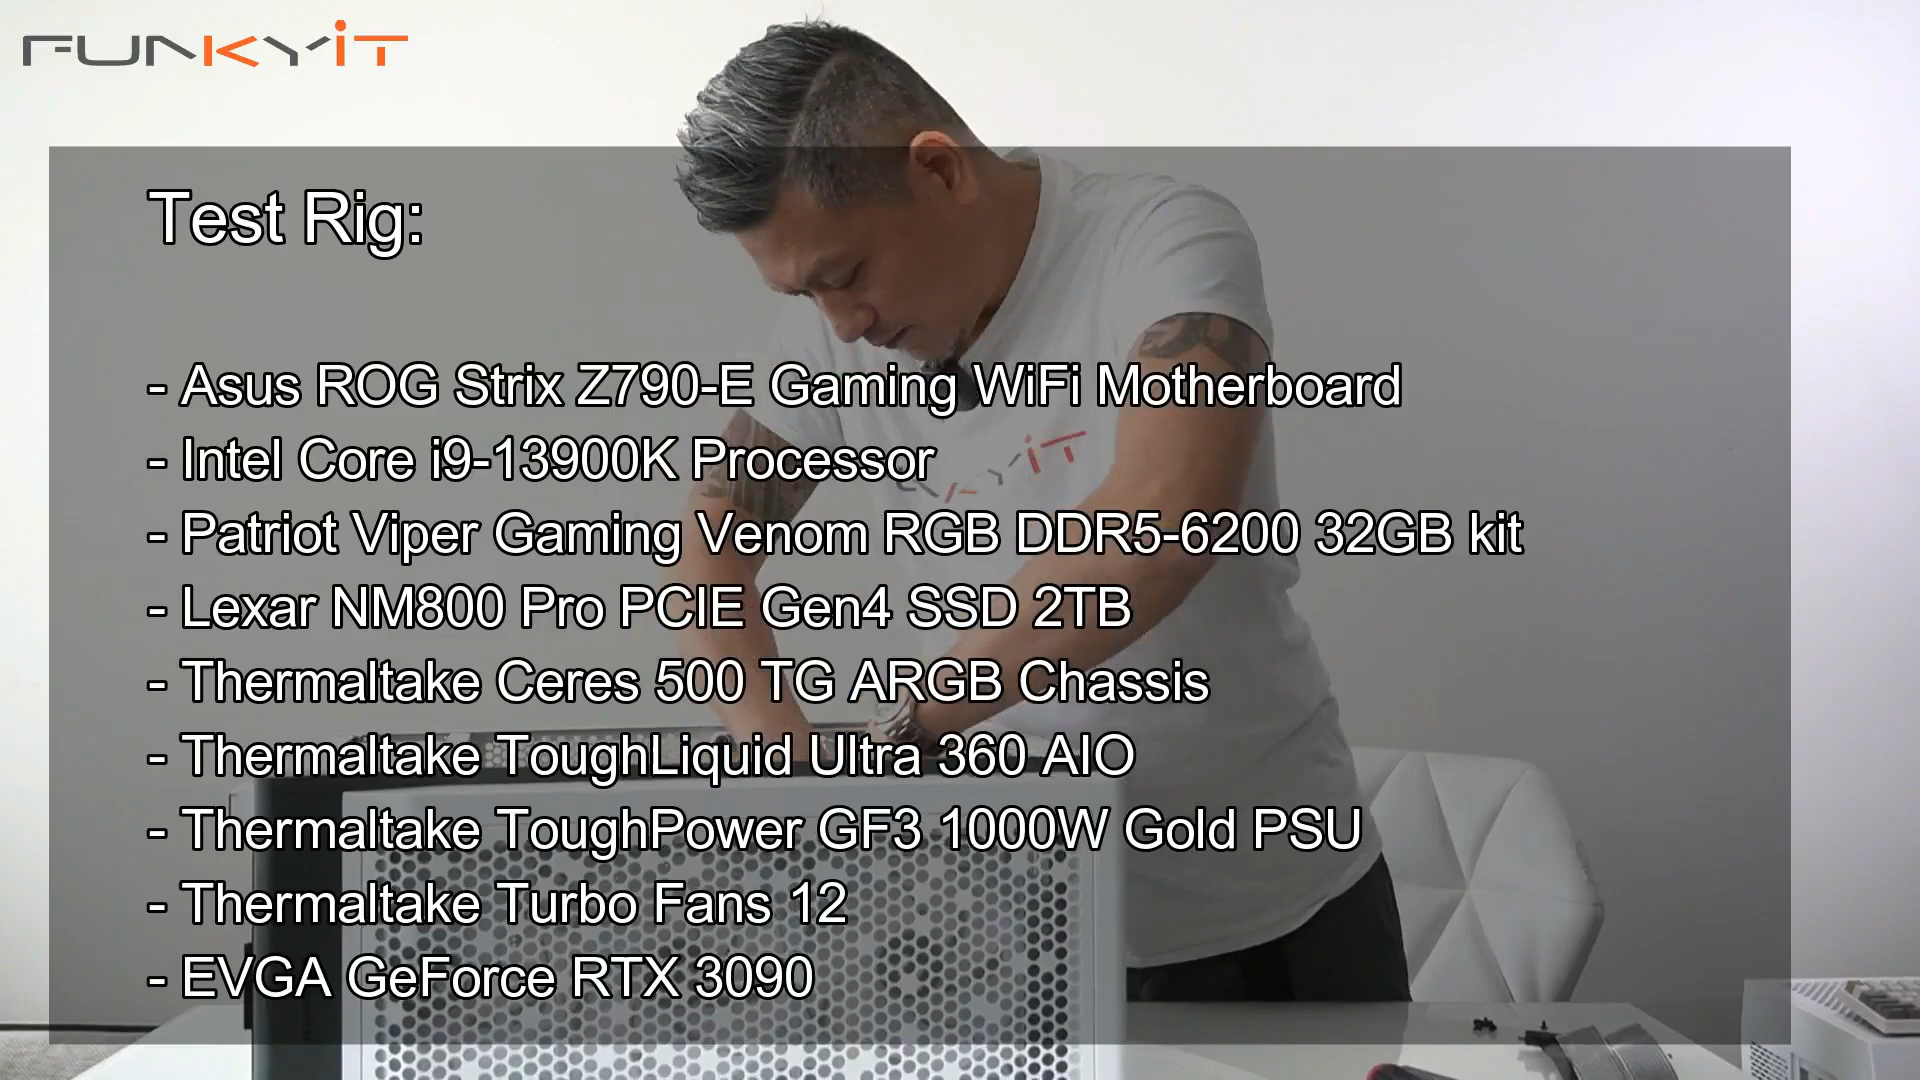 FUNKYiT
Test Rig:
- Asus ROG Strix Z790-E Gaming WiFi Motherboard
- Intel Core i9-13900K Processor
- Patriot Viper Gaming Venom RGB DDR5-6200 32GB kit
- Lexar NM800 Pro PCIE Gen4 SSD 2TB
- Thermaltake Ceres 500 TG ARGB Chassis
- Thermaltake ToughLiquid Ultra 360 AIO
- Thermaltake ToughPower GF3 1000W Gold PSU
- Thermaltake Turbo Fans 12
- EVGA GeForce RTX 3090